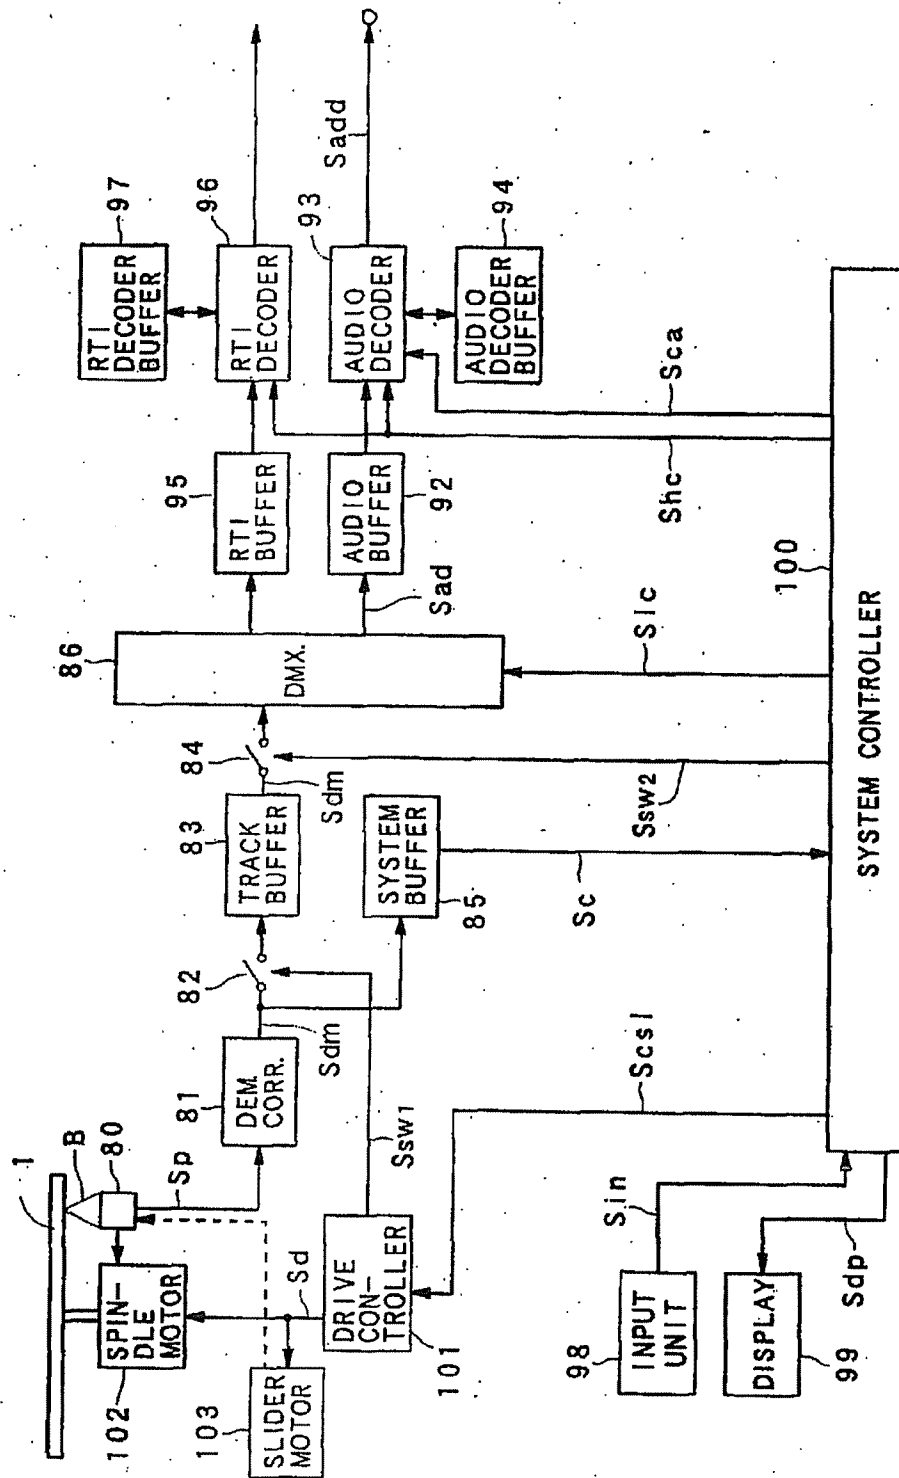 1
B
80
Sp
SPIN-
DLE
MOTOR
102
SLIDER
MOTOR
103
Sd
DRIVE
CON-
TROLLER
101
Ssw1
DEM.
CORR.
81
Sdm
82
TRACK
BUFFER
83
Sdm
84
SYSTEM
BUFFER
85
Sc
DMX.
86
Sad
RTI
BUFFER
95
AUDIO
BUFFER
92
RTI
DECODER
96
RTI
DECODER
BUFFER
97
AUDIO
DECODER
93
AUDIO
DECODER
BUFFER
94
Sadd
Sca
Shc
Slc
Ssw2
Scsl
INPUT
UNIT
98
Sin
DISPLAY
99
Sdp
100
SYSTEM CONTROLLER